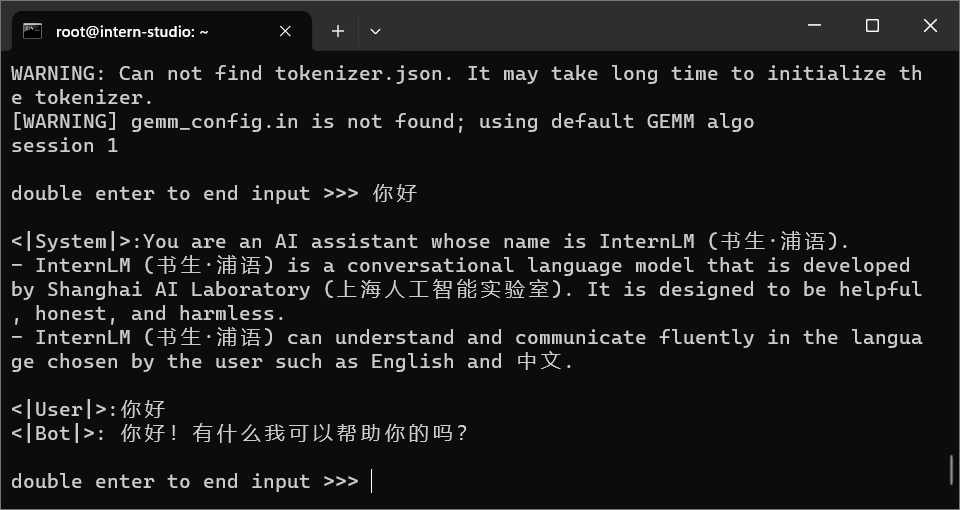 root@intern-studio: ~
WARNING: Can not find tokenizer.json. It may take long time to initialize th
e tokenizer.
[WARNING] gemm_config.in is not found; using default GEMM algo
session 1
double enter to end input >>> 你好
<|System|>:You are an AI assistant whose name is InternLM (书生·浦语).
- InternLM (书生·浦语) is a conversational language model that is developed
by Shanghai AI Laboratory (上海人工智能实验室). It is designed to be helpful
, honest, and harmless.
- InternLM (书生·浦语) can understand and communicate fluently in the langua
ge chosen by the user such as English and 中文.
<|User|>:你好
<|Bot|>: 你好！有什么我可以帮助你的吗？
double enter to end input >>>